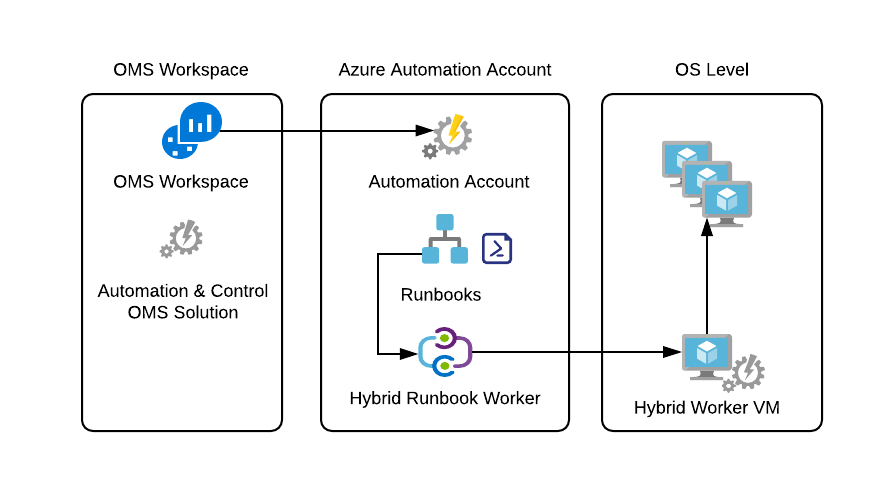 OMS Workspace
Azure Automation Account
OS Level
OMS Workspace
Automation & Control
OMS Solution
Automation Account
Runbooks
Hybrid Runbook Worker
Hybrid Worker VM